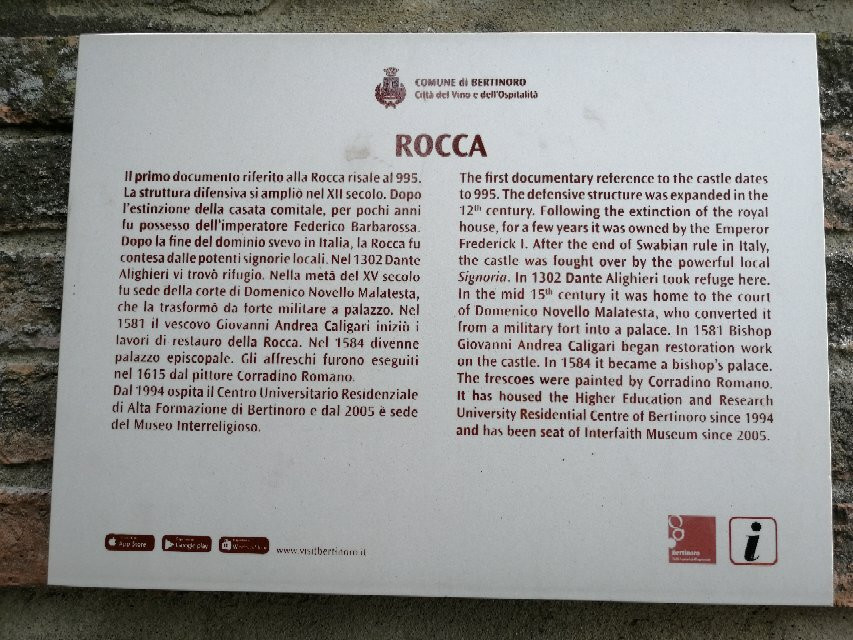 COMUNE di BERTINORO
Città del Vino e dell'Ospitalità
ROCCA
Il primo documento riferito alla Rocca risale al 995.
La struttura difensiva si ampliò nel XII secolo. Dopo
l'estinzione della casata comitale, per pochi anni
fu possesso dell'imperatore Federico Barbarossa.
Dopo la fine del dominio svevo in Italia, la Rocca fu
contesa dalle potenti signorie locali. Nel 1302 Dante
Alighieri vi trovò rifugio. Nella metà del XV secolo
fu sede della corte di Domenico Novello Malatesta,
che la trasformò da forte militare a palazzo. Nel
1581 il vescovo Giovanni Andrea Caligari iniziò i
lavori di restauro della Rocca. Nel 1584 divenne
palazzo episcopale. Gli affreschi furono eseguiti
nel 1615 dal pittore Corradino Romano.
Dal 1994 ospita il Centro Universitario Residenziale
di Alta Formazione di Bertinoro e dal 2005 è sede
del Museo Interreligioso.
The first documentary reference to the castle dates
to 995. The defensive structure was expanded in the
12th century. Following the extinction of the royal
house, for a few years it was owned by the Emperor
Frederick I. After the end of Swabian rule in Italy,
the castle was fought over by the powerful local
Signoria. In 1302 Dante Alighieri took refuge here.
In the mid 15th century it was home to the court
of Domenico Novello Malatesta, who converted it
from a military fort into a palace. In 1581 Bishop
Giovanni Andrea Caligari began restoration work
on the castle. In 1584 it became a bishop's palace.
The frescoes were painted by Corradino Romano.
It has housed the Higher Education and Research
University Residential Centre of Bertinoro since 1994
and has been seat of Interfaith Museum since 2005.
App Store
Google play
www.visitbertinoro.it
Bertinoro
i